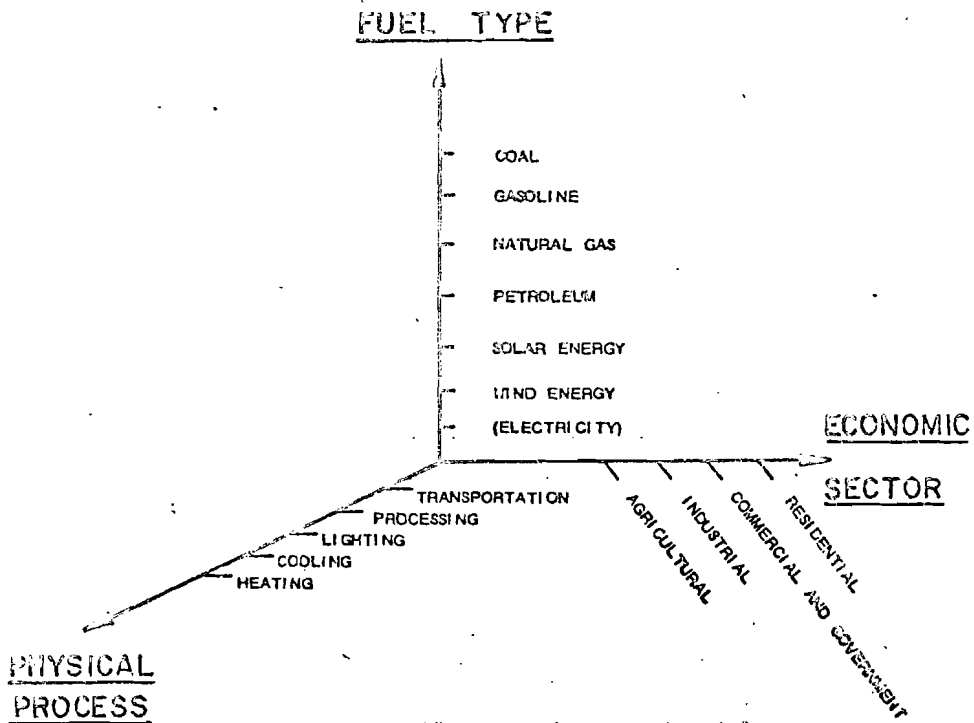 FUEL TYPE
COAL
GASOLINE
NATURAL GAS
PETROLEUM
SOLAR ENERGY
WIND ENERGY
(ELECTRICITY)
ECONOMIC
SECTOR
TRANSPORTATION
PROCESSING
LIGHTING
COOLING
HEATING
AGRICULTURAL
INDUSTRIAL
COMMERCIAL AND GOVERNMENT
RESIDENTIAL
PHYSICAL
PROCESS